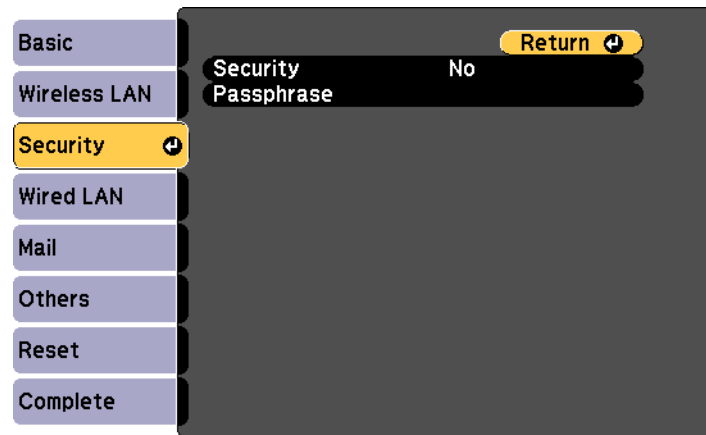 Basic
Wireless LAN
Security
Wired LAN
Mail
Others
Reset
Complete
Return
Security No
Passphrase